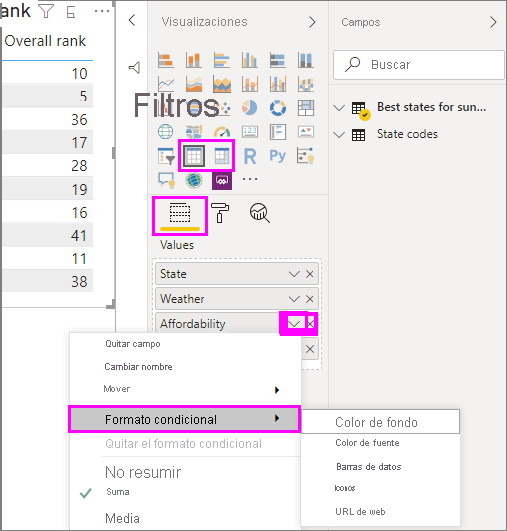 ank
Overall rank
10
5
36
17
28
19
16
41
11
38
Filtros
Visualizaciones
123
R
Py
Values
State
Weather
Affordability
Campos
Buscar
Best states for sun...
State codes
Quitar campo
Cambiar nombre
Mover
Formato condicional
Quitar el formato condicional
No resumir
Suma
Media
Color de fondo
Color de fuente
Barras de datos
Iconos
URL de web